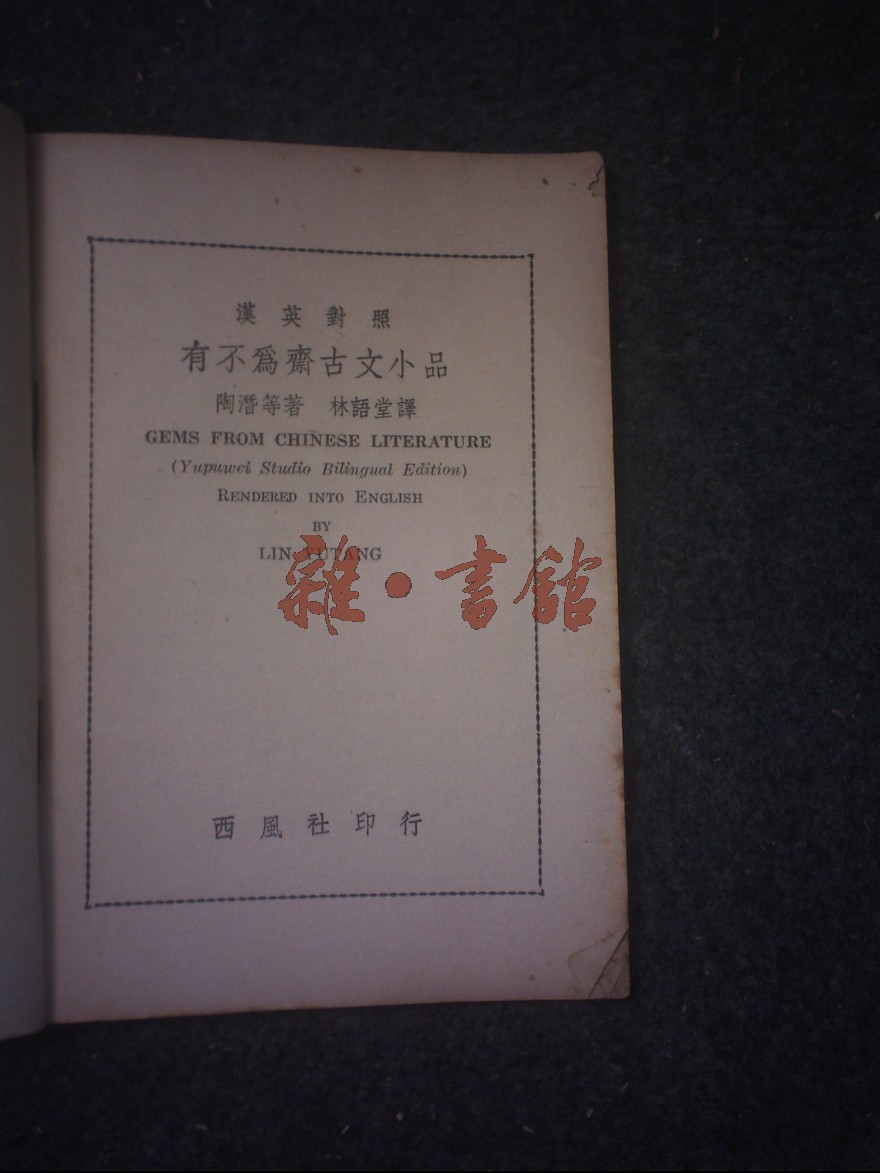 漢英對照
有不爲齋古文小品
陶潛等著 林語堂譯
GEMS FROM CHINESE LITERATURE
(Yupuwei Studio Bilingual Edition)
RENDERED INTO ENGLISH
BY
LIN YUTANG
雜·書館
西風社印行